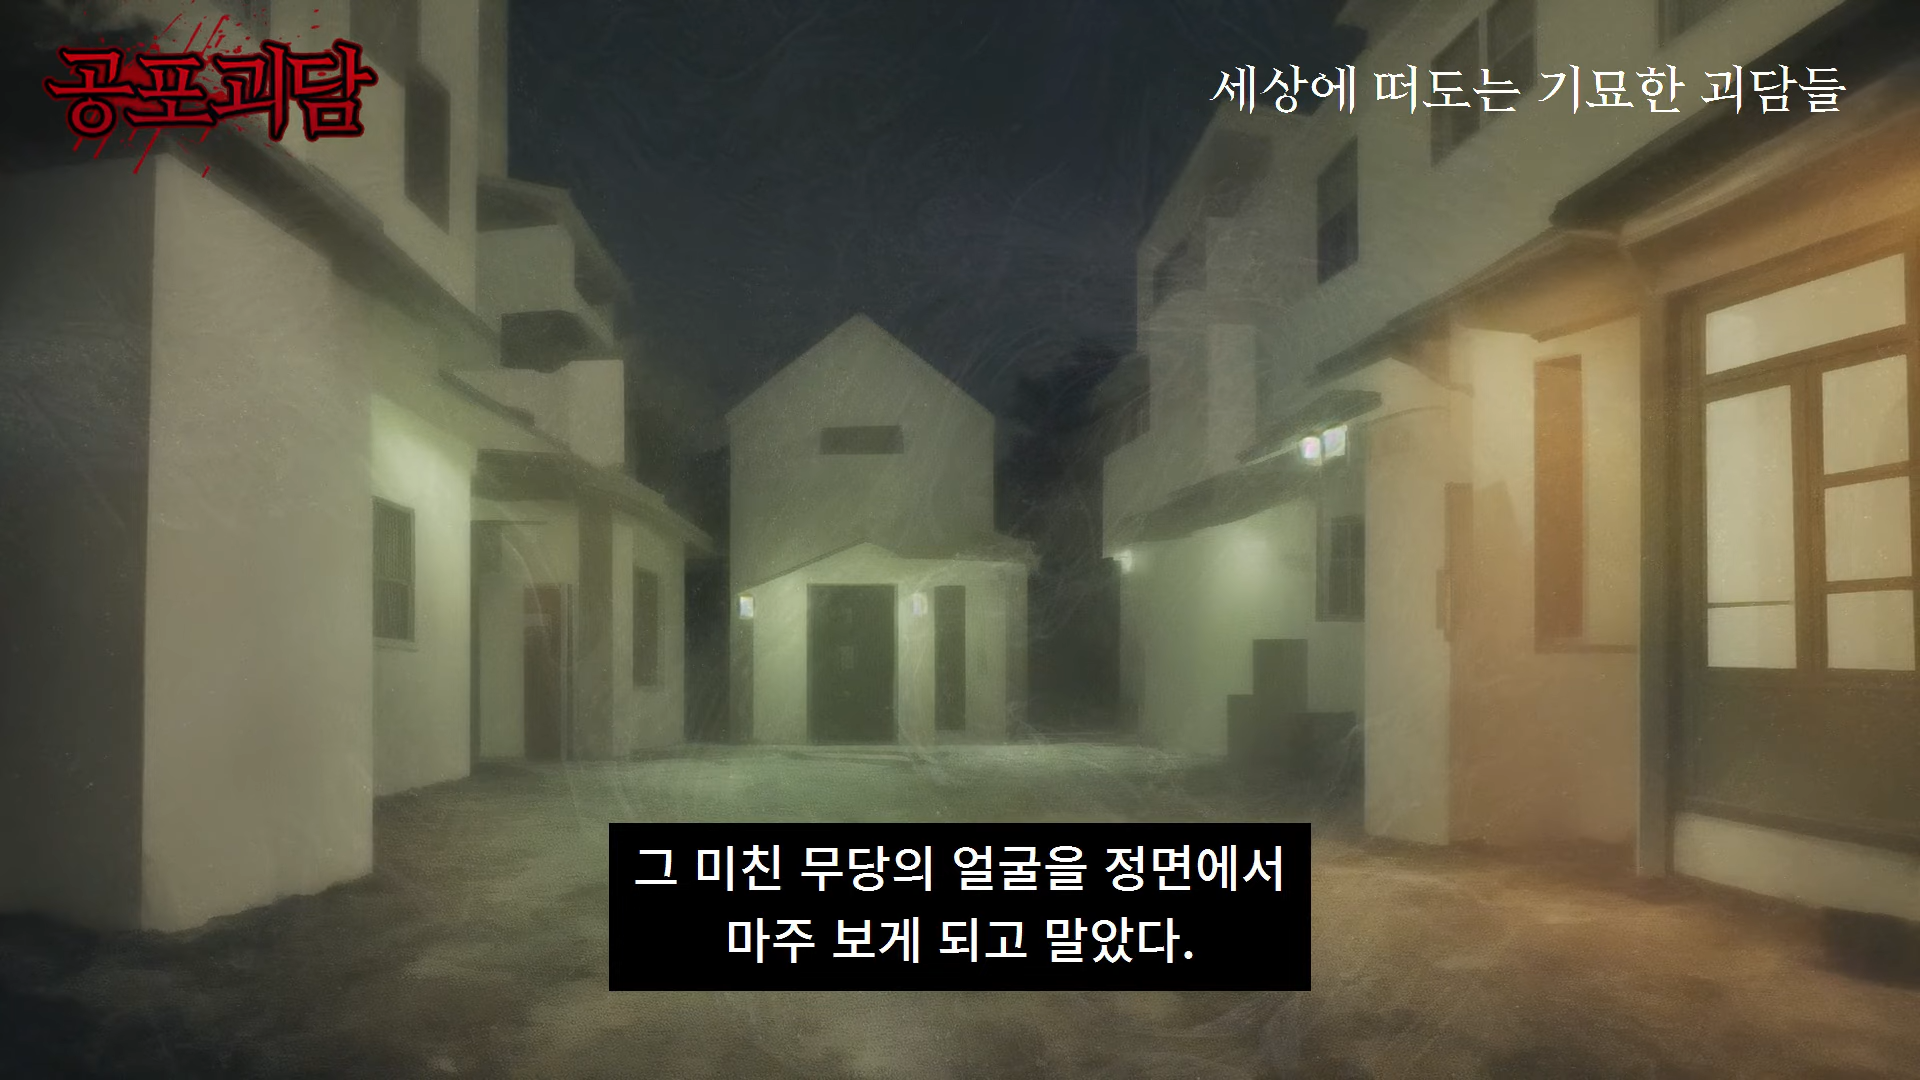 공포괴담
세상에 떠도는 기묘한 괴담들
그 미친 무당의 얼굴을 정면에서
마주 보게 되고 말았다.